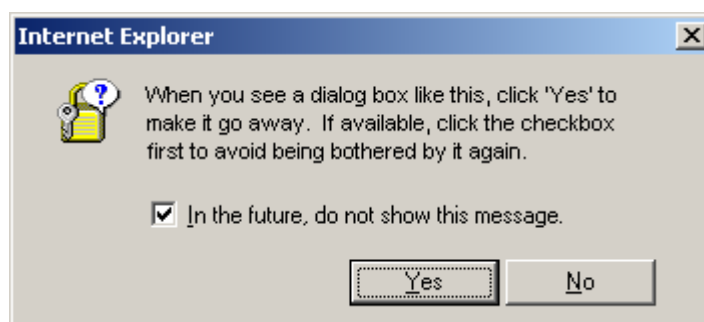 Internet Explorer
When you see a dialog box like this, click 'Yes' to
make it go away.  If available, click the checkbox
first to avoid being bothered by it again.
In the future, do not show this message.
Yes No